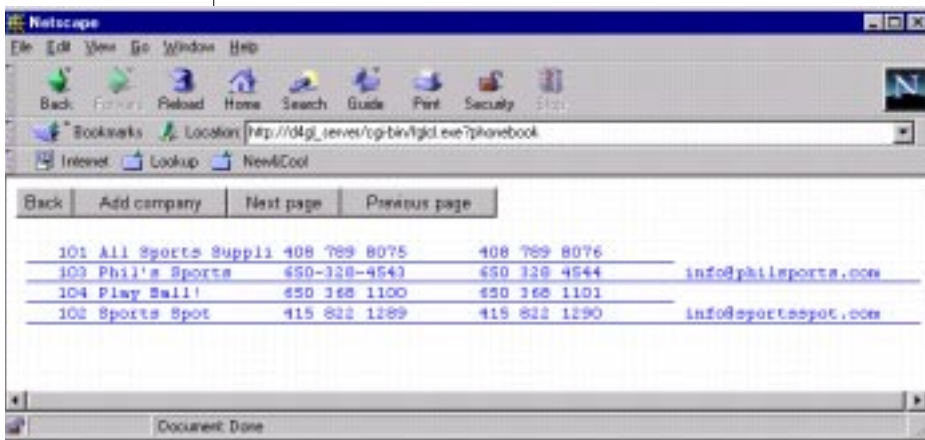 Netscape
File Edit View Go Window Help
Back Forward Reload Home Search Guide Print Security Stop
Bookmarks Location: http://d4gl_server/cgi-bin/fglcl.exe?phonebook
Internet Lookup New&Cool
Back Add company Next page Previous page
101 All Sports Suppli 408 789 8075 408 789 8076
103 Phil's Sports 650-328-4543 650 328 4544 info@philsports.com
104 Play Ball! 650 368 1100 650 368 1101
102 Sports Spot 415 822 1289 415 822 1290 info@sportsspot.com
Document: Done